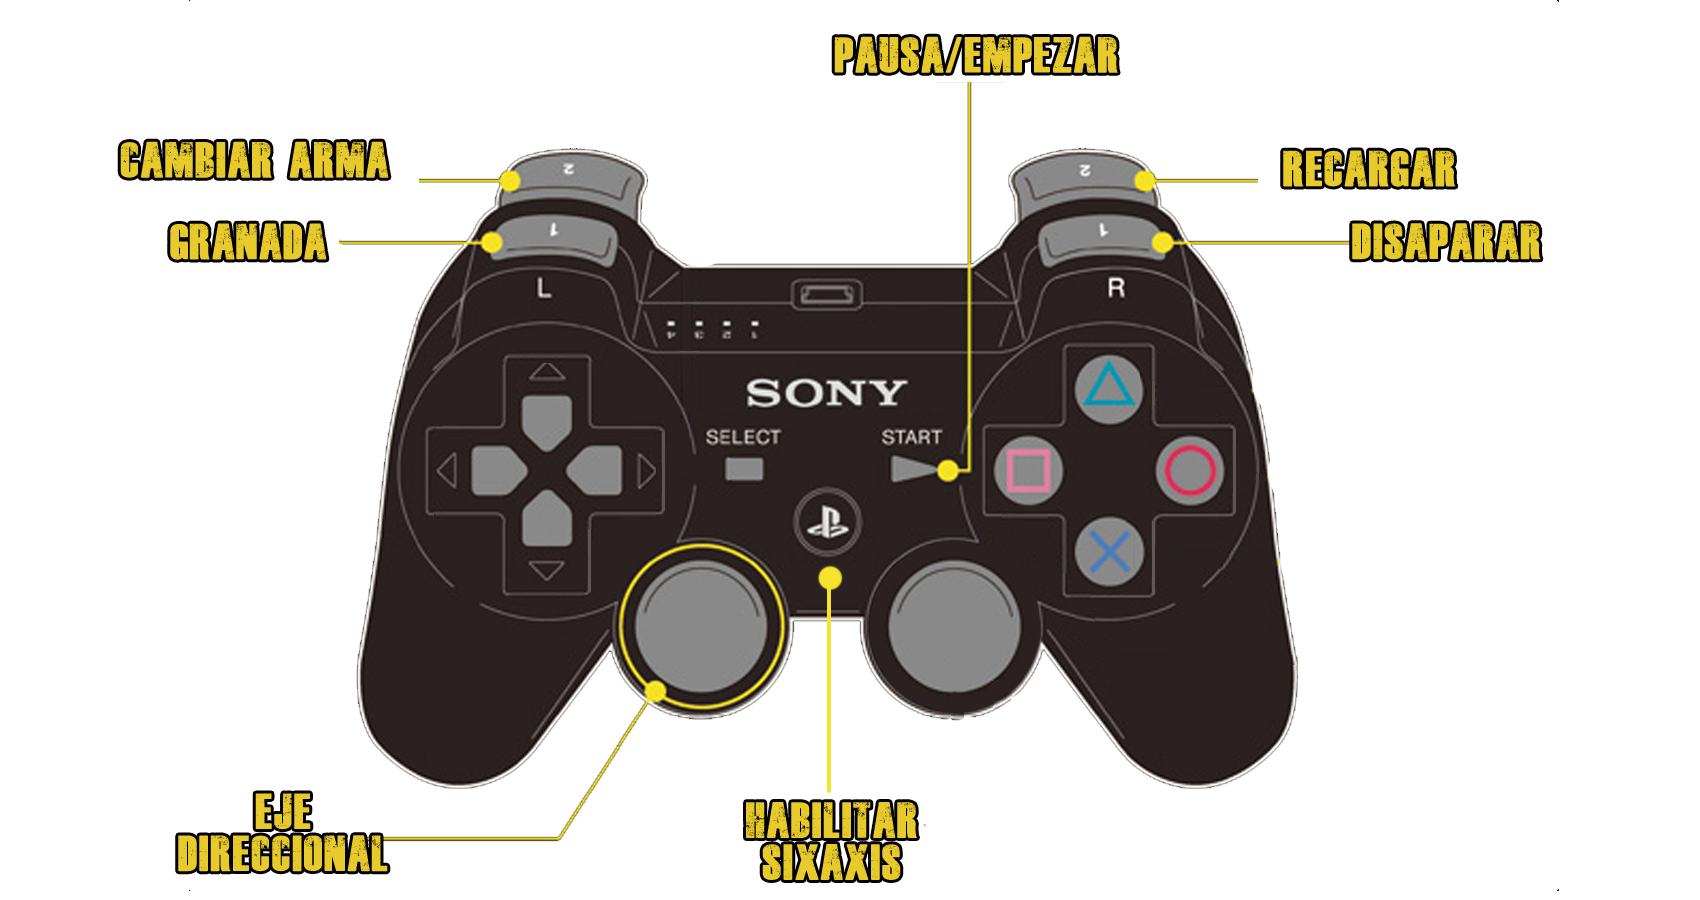 PAUSA/EMPEZAR
CAMBIAR ARMA
RECARGAR
2
2
GRANADA
1
1
DISAPARAR
L
R
4 3 2 1
SONY
SELECT
START
EJE
DIRECCIONAL
HABILITAR
SIXAXIS